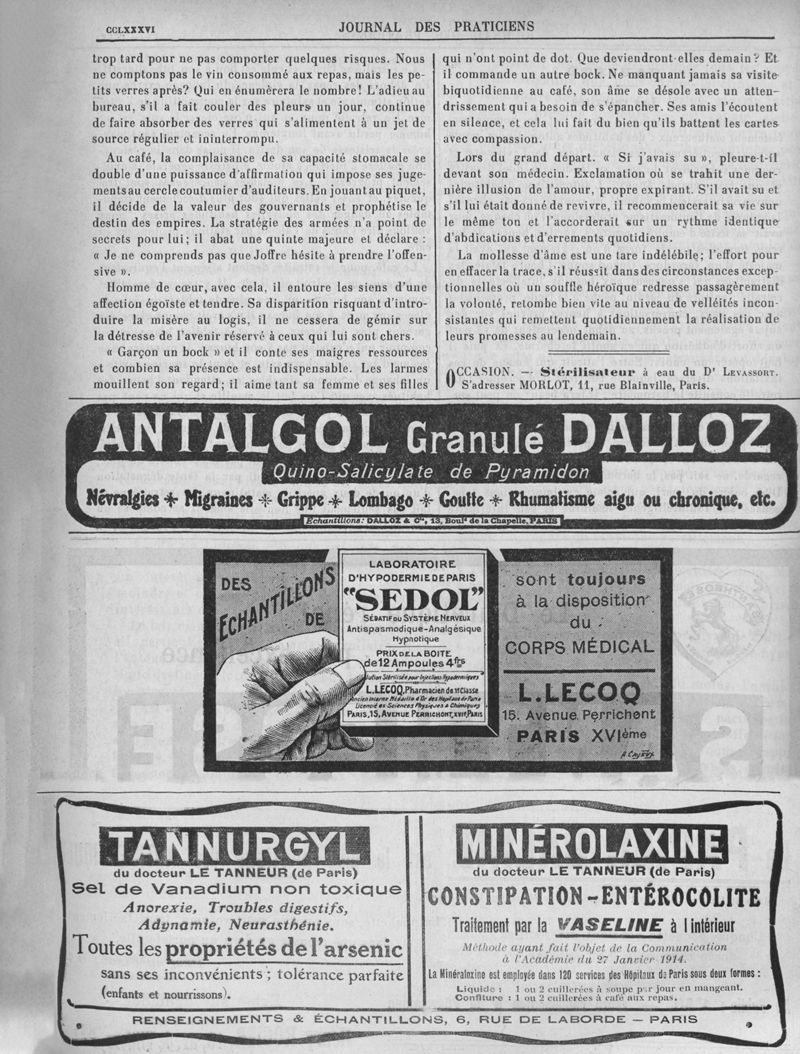 CCLXXXVI
JOURNAL DES PRATICIENS
trop tard pour ne pas comporter quelques risques. Nous
ne comptons pas le vin consommé aux repas, mais les pe-
tits verres après? Qui en énumèrera le nombre! L'adieu au
bureau, s'il a fait couler des pleurs un jour, continue
de faire absorber des verres qui s'alimentent à un jet de
source régulier et ininterrompu.
Au café, la complaisance de sa capacité stomacale se
double d'une puissance d'affirmation qui impose ses juge-
ments au cercle coutumier d'auditeurs. En jouant au piquet,
il décide de la valeur des gouvernants et prophétise le
destin des empires. La stratégie des armées n'a point de
secrets pour lui; il abat une quinte majeure et déclare :
« Je ne comprends pas que Joffre hésite à prendre l'offen-
sive ».
Homme de cœur, avec cela, il entoure les siens d'une
affection égoïste et tendre. Sa disparition risquant d'intro-
duire la misère au logis, il ne cessera de gémir sur
la détresse de l'avenir réservé à ceux qui lui sont chers.
« Garçon un bock » et il conte ses maigres ressources
et combien sa présence est indispensable. Les larmes
mouillent son regard; il aime tant sa femme et ses filles
qui n'ont point de dot. Que deviendront elles demain? Et
il commande un autre bock. Ne manquant jamais sa visite
biquotidienne au café, son âme se désole avec un atten-
drissement qui a besoin de s'épancher. Ses amis l'écoutent
en silence, et cela lui fait du bien qu'ils battent les cartes
avec compassion.
Lors du grand départ. « Si j'avais su », pleure-t-il
devant son médecin. Exclamation où se trahit une der-
nière illusion de l'amour, propre expirant. S'il avait su et
s'il lui était donné de revivre, il recommencerait sa vie sur
le même ton et l'accorderait sur un rythme identique
d'abdications et d'errements quotidiens.
La mollesse d'âme est une tare indélébile; l'effort pour
en effacer la trace, s'il réussit dans des circonstances excep-
tionnelles où un souffle héroïque redresse passagèrement
la volonté, retombe bien vite au niveau de velléités incon-
sistantes qui remettent quotidiennement la réalisation de
leurs promesses au lendemain.
OCCASION. — Stérilisateur à eau du Dr LEVASSORT.
S'adresser MORLOT, 11, rue Blainville, Paris.
ANTALGOL Granulé DALLOZ
Quino-Salicylate de Pyramidon
Névralgies * Migraines * Grippe * Lombago * Goutte * Rhumatisme aigu ou chronique, etc.
Echantillons: DALLOZ & Cie, 13, Bould de la Chapelle, PARIS
DES
ECHANTILLONS
DE
LABORATOIRE
D'HYPODERMIE DE PARIS
"SEDOL"
SÉDATIF DU SYSTÈME NERVEUX
Antispasmodique-Analgésique
Hypnotique
PRIX DE LA BOITE
de 12 Ampoules 4frs
Solution Stérilisée pour Injections Hypodermiques
L. LECOQ, Pharmacien de 1re Classe
Ancien Interne Médaille d'Or des Hôpitaux de Paris
Licencié es Sciences Physiques & Chimiques
PARIS, 15, AVENUE PERRICHONT, XVIe PARIS
sont toujours
à la disposition
du
CORPS MÉDICAL
L. LECOQ
15. Avenue Perrichont
PARIS XVIème
TANNURGYL
du docteur LE TANNEUR (de Paris)
Sel de Vanadium non toxique
Anorexie, Troubles digestifs,
Adynamie, Neurasthénie.
Toutes les propriétés de l'arsenic
sans ses inconvénients; tolérance parfaite
(enfants et nourrissons).
MINÉROLAXINE
du docteur LE TANNEUR (de Paris)
CONSTIPATION - ENTÉROCOLITE
Traitement par la VASELINE à l'intérieur
Méthode ayant fait l'objet de la Communication
à l'Académie du 27 Janvier 1914.
La Minéralaxine est employée dans 120 services des Hôpitaux de Paris sous deux formes :
Liquide : 1 ou 2 cuillerées à soupe par jour en mangeant.
Confiture : 1 ou 2 cuillerées à café aux repas.
RENSEIGNEMENTS & ÉCHANTILLONS, 6, RUE DE LABORDE — PARIS